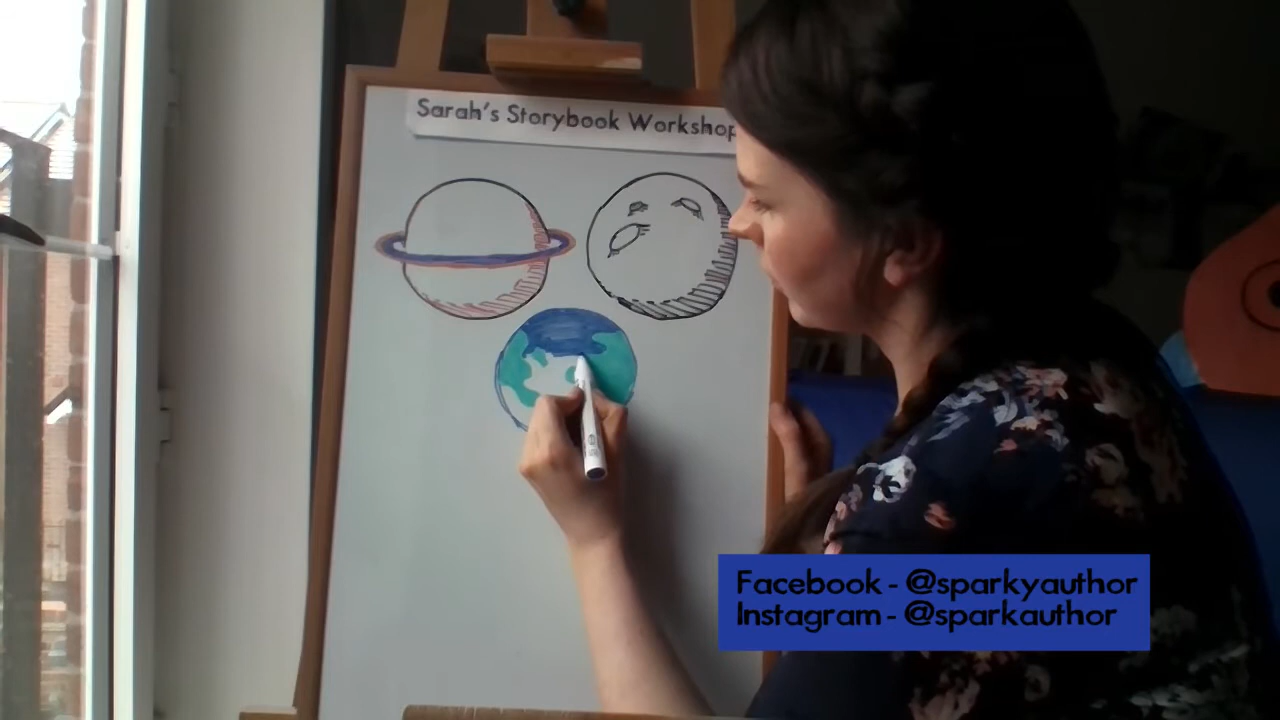 Sarah's Storybook Workshop
Facebook - @sparkyauthor
Instagram - @sparkauthor